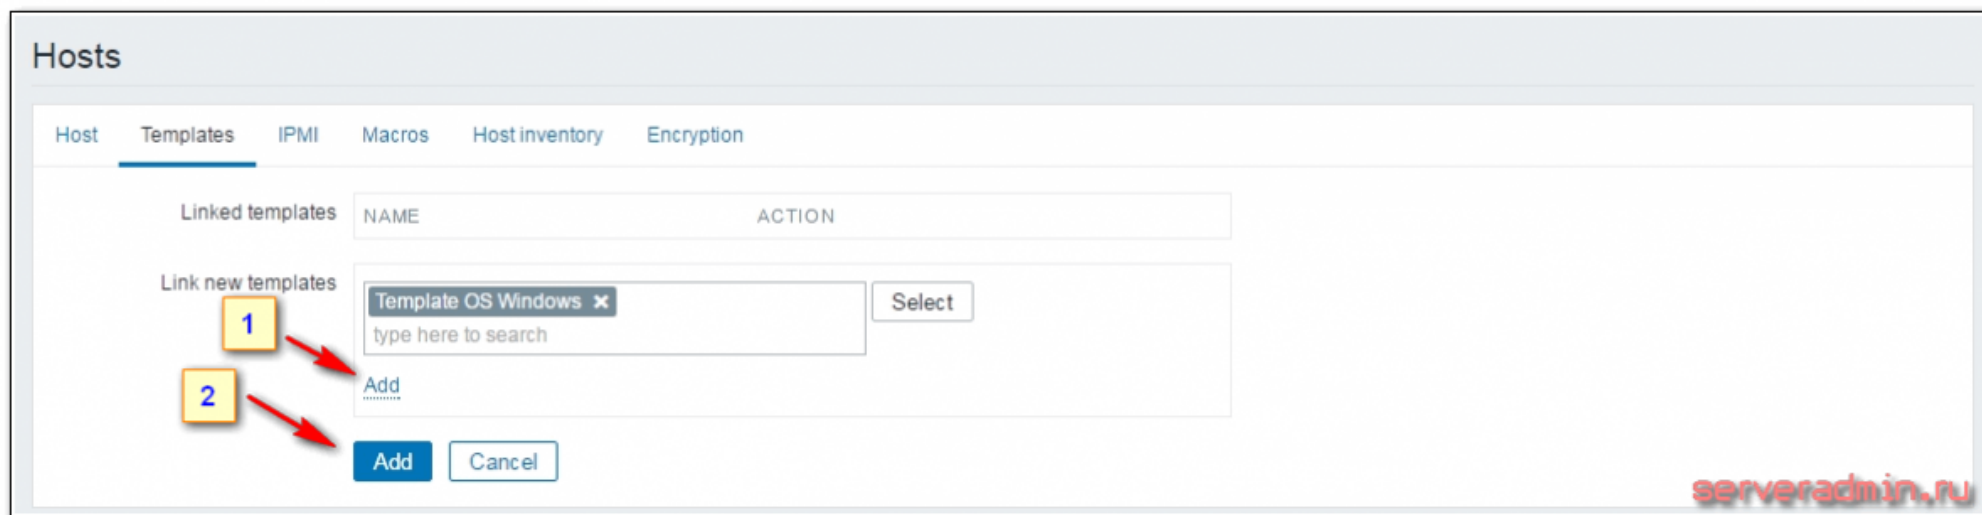 Hosts
Host Templates IPMI Macros Host inventory Encryption
Linked templates NAME ACTION
Link new templates
Template OS Windows × Select
1
type here to search
Add
2
Add Cancel
serveradmin.ru